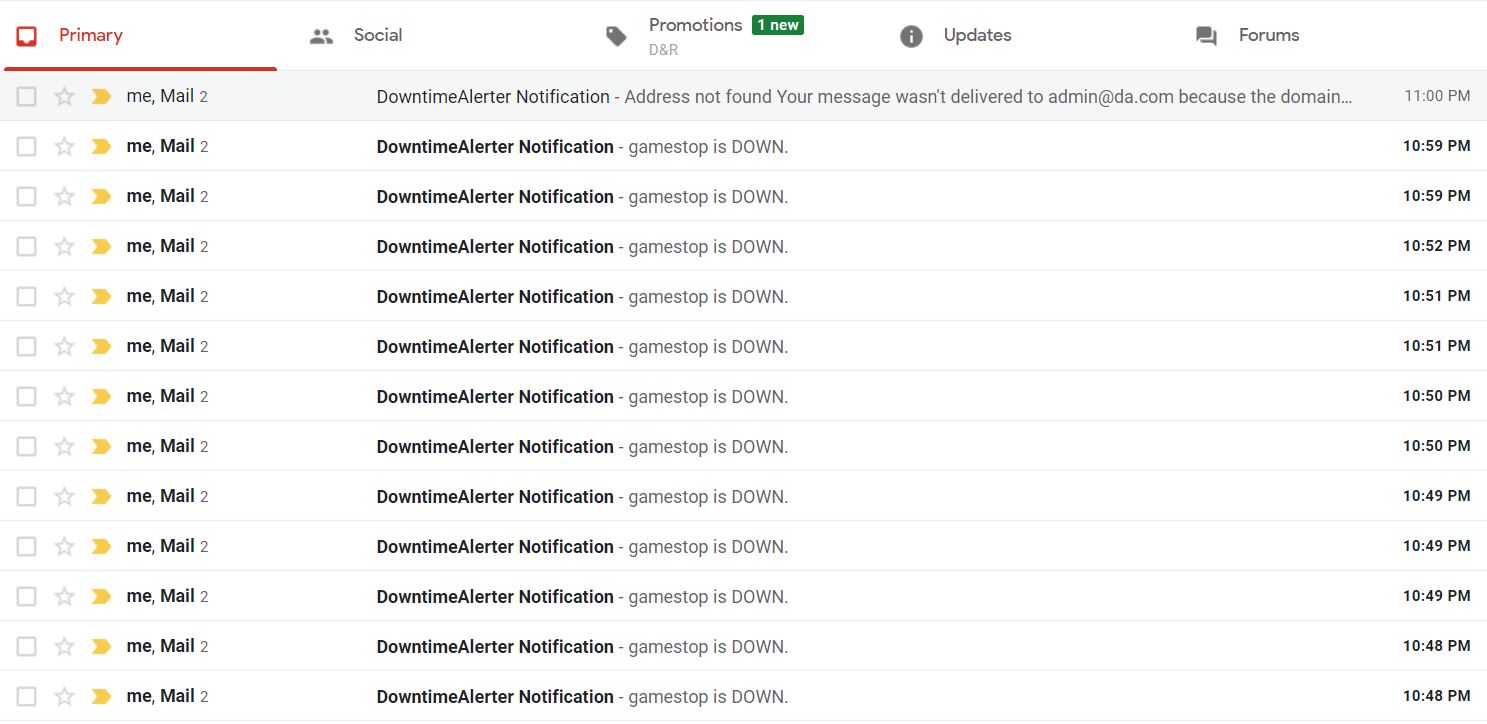 Primary
Social
Promotions 1 new
D&R
Updates
Forums
me, Mail 2 DowntimeAlerter Notification - Address not found Your message wasn't delivered to admin@da.com because the domain… 11:00 PM
me, Mail 2 DowntimeAlerter Notification - gamestop is DOWN. 10:59 PM
me, Mail 2 DowntimeAlerter Notification - gamestop is DOWN. 10:59 PM
me, Mail 2 DowntimeAlerter Notification - gamestop is DOWN. 10:52 PM
me, Mail 2 DowntimeAlerter Notification - gamestop is DOWN. 10:51 PM
me, Mail 2 DowntimeAlerter Notification - gamestop is DOWN. 10:51 PM
me, Mail 2 DowntimeAlerter Notification - gamestop is DOWN. 10:50 PM
me, Mail 2 DowntimeAlerter Notification - gamestop is DOWN. 10:50 PM
me, Mail 2 DowntimeAlerter Notification - gamestop is DOWN. 10:49 PM
me, Mail 2 DowntimeAlerter Notification - gamestop is DOWN. 10:49 PM
me, Mail 2 DowntimeAlerter Notification - gamestop is DOWN. 10:49 PM
me, Mail 2 DowntimeAlerter Notification - gamestop is DOWN. 10:48 PM
me, Mail 2 DowntimeAlerter Notification - gamestop is DOWN. 10:48 PM